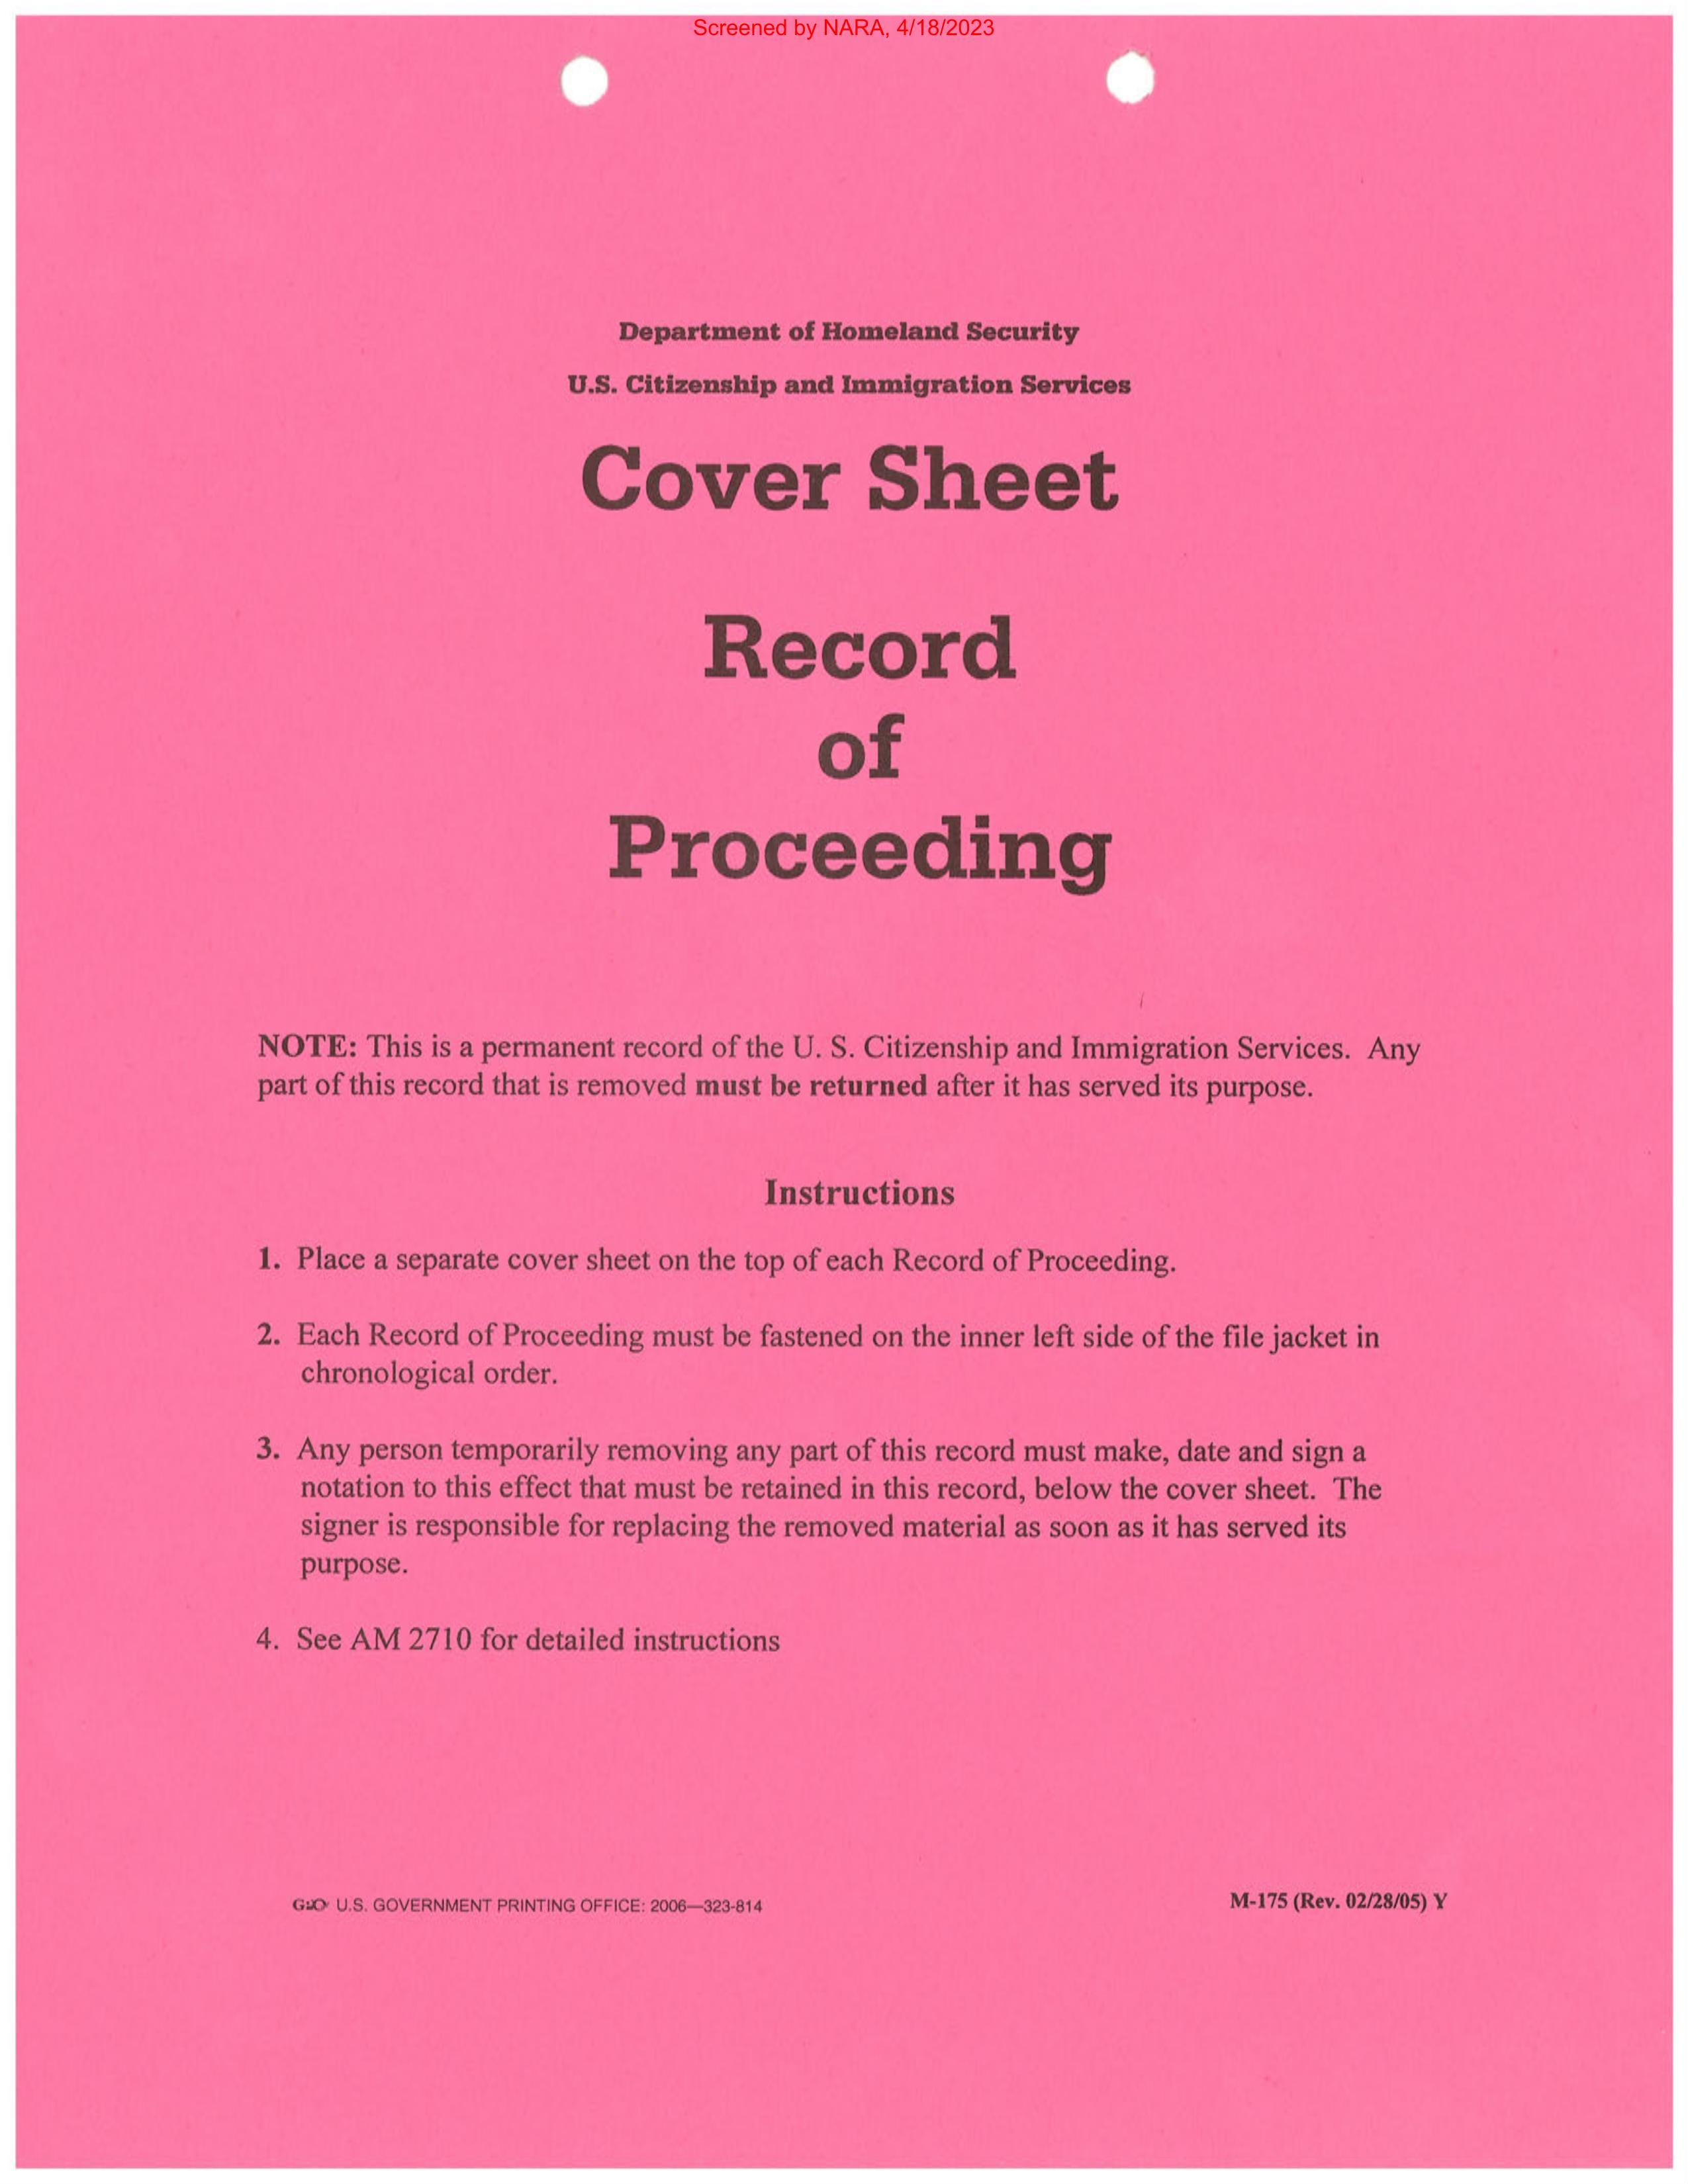 Screened by NARA, 4/18/2023
Department of Homeland Security
U.S. Citizenship and Immigration Services
Cover Sheet
Record
of
Proceeding
NOTE: This is a permanent record of the U. S. Citizenship and Immigration Services. Any
part of this record that is removed must be returned after it has served its purpose.
Instructions
1. Place a separate cover sheet on the top of each Record of Proceeding.
2. Each Record of Proceeding must be fastened on the inner left side of the file jacket in
chronological order.
3. Any person temporarily removing any part of this record must make, date and sign a
notation to this effect that must be retained in this record, below the cover sheet. The
signer is responsible for replacing the removed material as soon as it has served its
purpose.
4. See AM 2710 for detailed instructions
GPO U.S. GOVERNMENT PRINTING OFFICE: 2006—323-814
M-175 (Rev. 02/28/05) Y